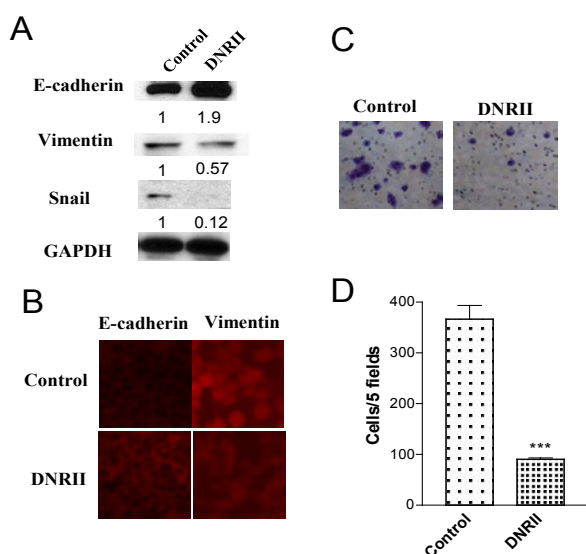 A
Control DNRII
E-cadherin
1 1.9
Vimentin
1 0.57
Snail
1 0.12
GAPDH
B
E-cadherin Vimentin
Control
DNRII
C
Control DNRII
D
Cells/5 fields
400
300
200
100
0
***
Control DNRII